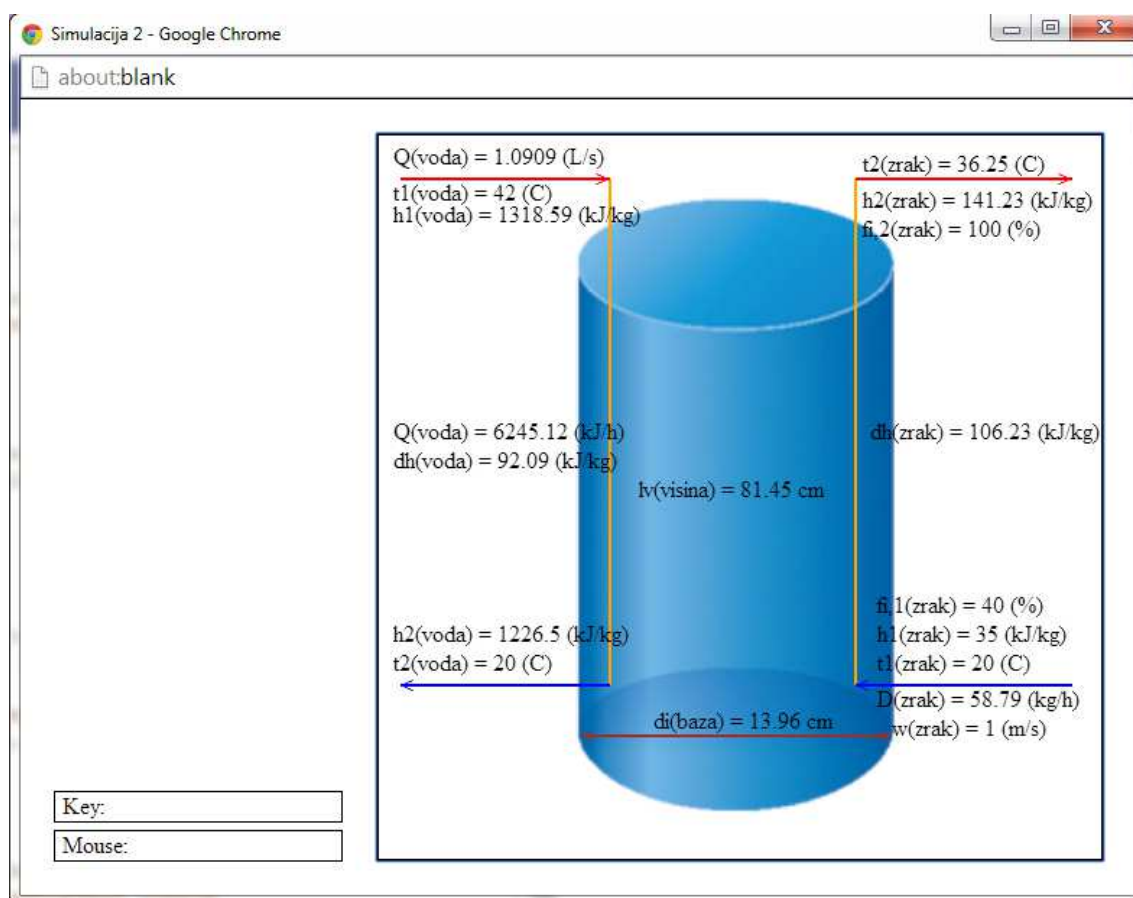 Simulacija 2 - Google Chrome
about:blank
Q(voda) = 1.0909 (L/s)
t1(voda) = 42 (C)
h1(voda) = 1318.59 (kJ/kg)
t2(zrak) = 36.25 (C)
h2(zrak) = 141.23 (kJ/kg)
fi,2(zrak) = 100 (%)
Q(voda) = 6245.12 (kJ/h)
dh(voda) = 92.09 (kJ/kg)
dh(zrak) = 106.23 (kJ/kg)
lv(visina) = 81.45 cm
h2(voda) = 1226.5 (kJ/kg)
t2(voda) = 20 (C)
fi,1(zrak) = 40 (%)
h1(zrak) = 35 (kJ/kg)
t1(zrak) = 20 (C)
D(zrak) = 58.79 (kg/h)
w(zrak) = 1 (m/s)
di(baza) = 13.96 cm
Key:
Mouse: